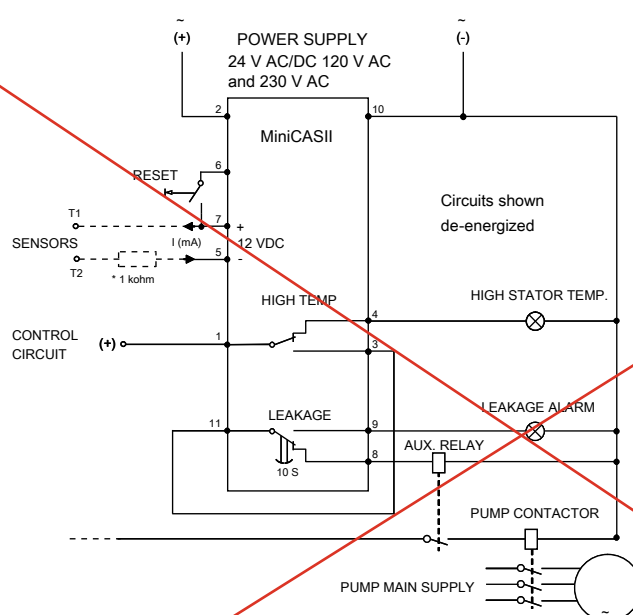 ~
(+)
POWER SUPPLY
24 V AC/DC 120 V AC
and 230 V AC
~
(-)
2
10
MiniCASII
6
RESET
Circuits shown
de-energized
T1
7
+
SENSORS
I (mA)
12 VDC
5
-
T2
* 1 kohm
HIGH TEMP
HIGH STATOR TEMP.
4
CONTROL
CIRCUIT
(+)
1
3
LEAKAGE
LEAKAGE ALARM
11
9
AUX. RELAY
8
10 S
PUMP CONTACTOR
PUMP MAIN SUPPLY
~